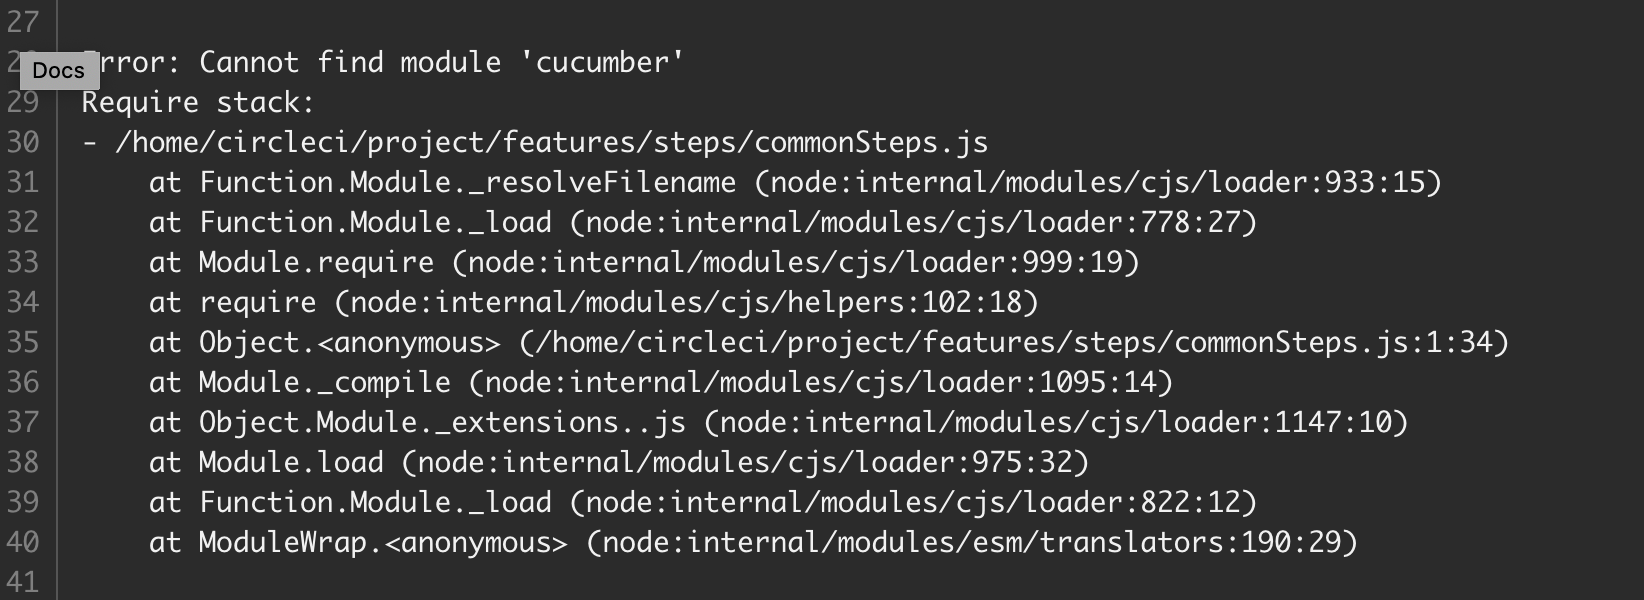 27
Docs
rror: Cannot find module 'cucumber'
29 Require stack:
30 - /home/circleci/project/features/steps/commonSteps.js
31 at Function.Module._resolveFilename (node:internal/modules/cjs/loader:933:15)
32 at Function.Module._load (node:internal/modules/cjs/loader:778:27)
33 at Module.require (node:internal/modules/cjs/loader:999:19)
34 at require (node:internal/modules/cjs/helpers:102:18)
35 at Object.<anonymous> (/home/circleci/project/features/steps/commonSteps.js:1:34)
36 at Module._compile (node:internal/modules/cjs/loader:1095:14)
37 at Object.Module._extensions..js (node:internal/modules/cjs/loader:1147:10)
38 at Module.load (node:internal/modules/cjs/loader:975:32)
39 at Function.Module._load (node:internal/modules/cjs/loader:822:12)
40 at ModuleWrap.<anonymous> (node:internal/modules/esm/translators:190:29)
41